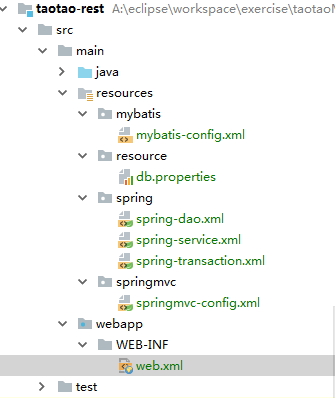 taotao-rest A:\eclipse\workspace\exercise\taotaoM
src
main
java
resources
mybatis
mybatis-config.xml
resource
db.properties
spring
spring-dao.xml
spring-service.xml
spring-transaction.xml
springmvc
springmvc-config.xml
webapp
WEB-INF
web.xml
test